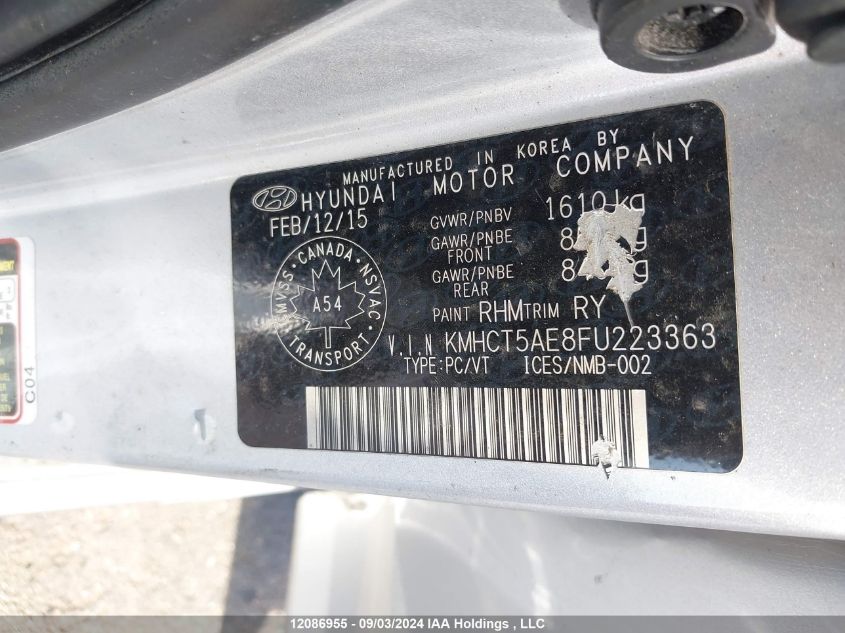 MANUFACTURED IN KOREA BY
HYUNDAI MOTOR COMPANY
FEB/12/15
GVWR/PNBV 1610 kg
GAWR/PNBE
FRONT
GAWR/PNBE
REAR
CMVSS · CANADA · NSVAC
A54
TRANSPORT
PAINT RHM TRIM RY
V.I.N KMHCT5AE8FU223363
TYPE:PC/VT ICES/NMB-002
C04
12086955 - 09/03/2024 IAA Holdings , LLC